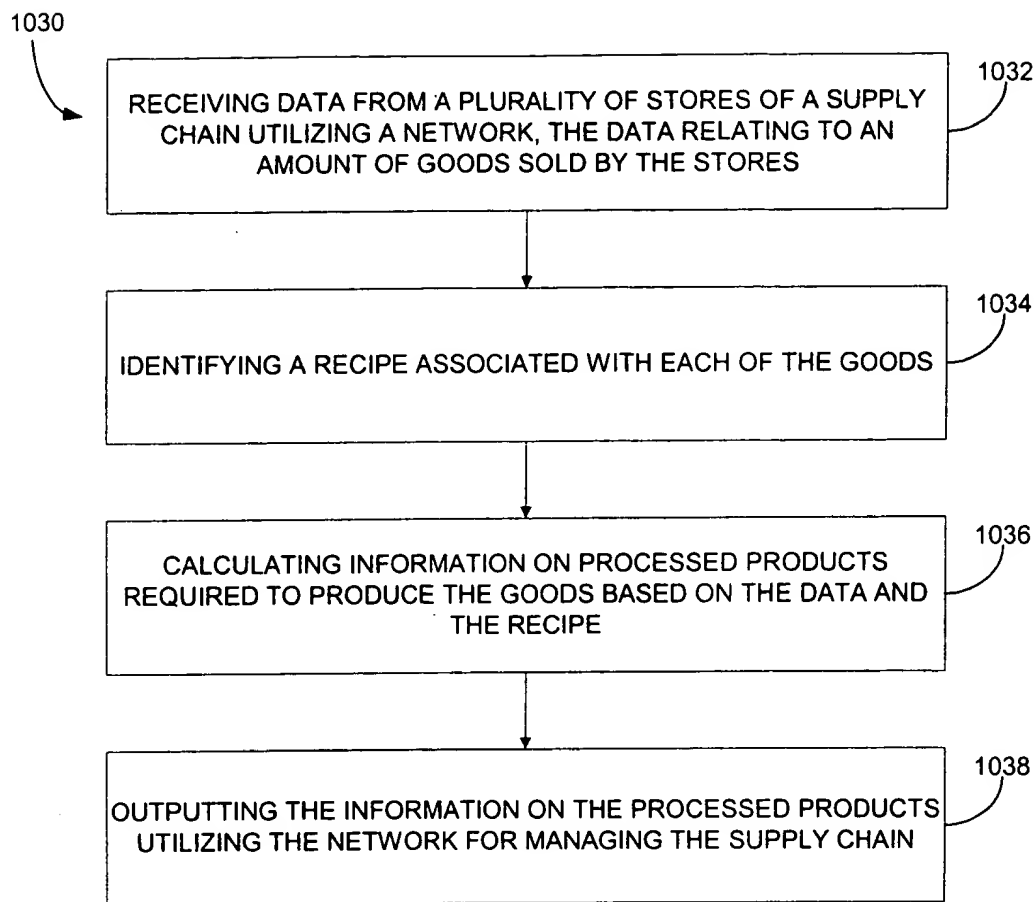 1030
1032
RECEIVING DATA FROM A PLURALITY OF STORES OF A SUPPLY
CHAIN UTILIZING A NETWORK, THE DATA RELATING TO AN
AMOUNT OF GOODS SOLD BY THE STORES
1034
IDENTIFYING A RECIPE ASSOCIATED WITH EACH OF THE GOODS
1036
CALCULATING INFORMATION ON PROCESSED PRODUCTS
REQUIRED TO PRODUCE THE GOODS BASED ON THE DATA AND
THE RECIPE
1038
OUTPUTTING THE INFORMATION ON THE PROCESSED PRODUCTS
UTILIZING THE NETWORK FOR MANAGING THE SUPPLY CHAIN